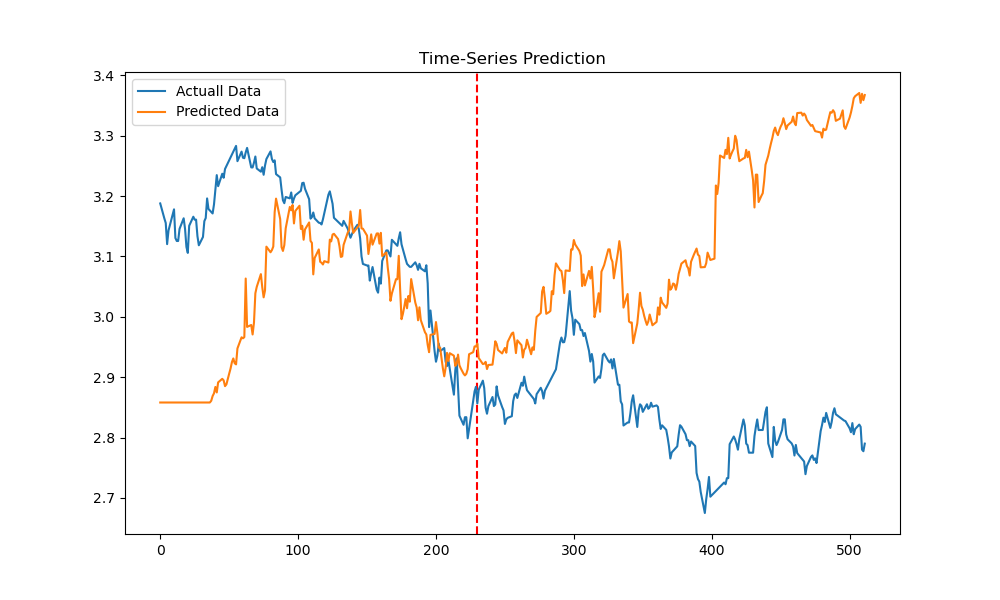 Time-Series Prediction
Actuall Data
Predicted Data
3.4
3.3
3.2
3.1
3.0
2.9
2.8
2.7
0 100 200 300 400 500